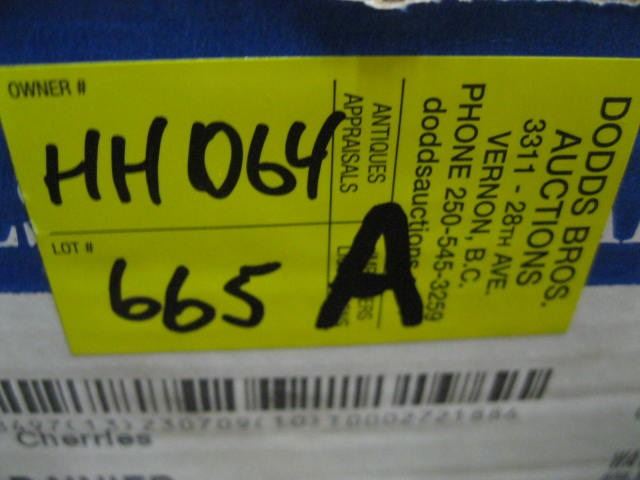 OWNER #
HH D64
LOT #
665 A
ANTIQUES
APPRAISALS
DODDS BROS.
AUCTIONS
3311 - 28TH AVE.
VERNON, B.C.
PHONE 250-545-3259
doddsauctions
Cherries